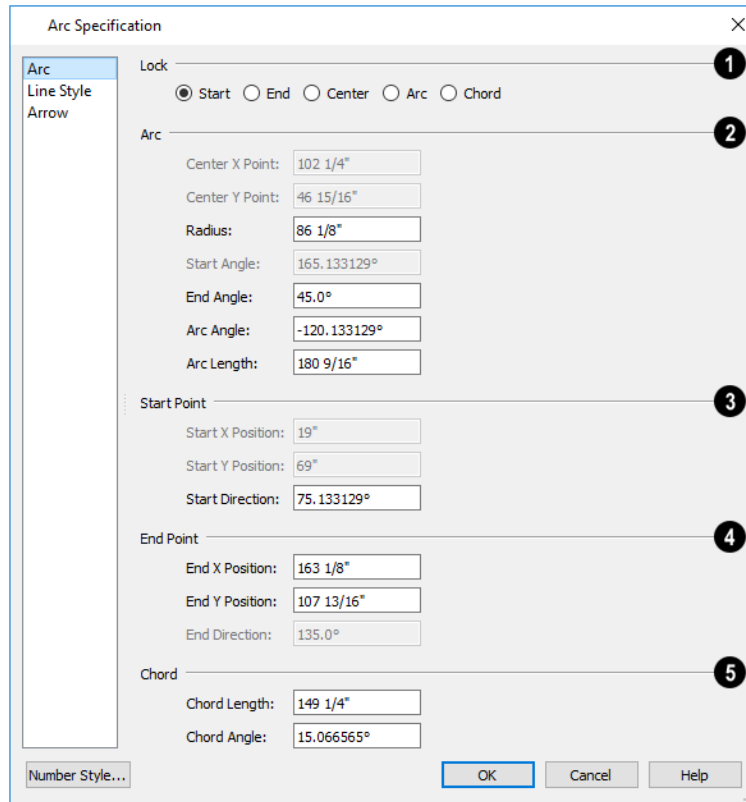 Arc Specification
Arc
Line Style
Arrow
Lock 1
Start End Center Arc Chord
Arc 2
Center X Point: 102 1/4"
Center Y Point: 46 15/16"
Radius: 86 1/8"
Start Angle: 165.133129°
End Angle: 45.0°
Arc Angle: -120.133129°
Arc Length: 180 9/16"
Start Point 3
Start X Position: 19"
Start Y Position: 69"
Start Direction: 75.133129°
End Point 4
End X Position: 163 1/8"
End Y Position: 107 13/16"
End Direction: 135.0°
Chord 5
Chord Length: 149 1/4"
Chord Angle: 15.066565°
Number Style... OK Cancel Help